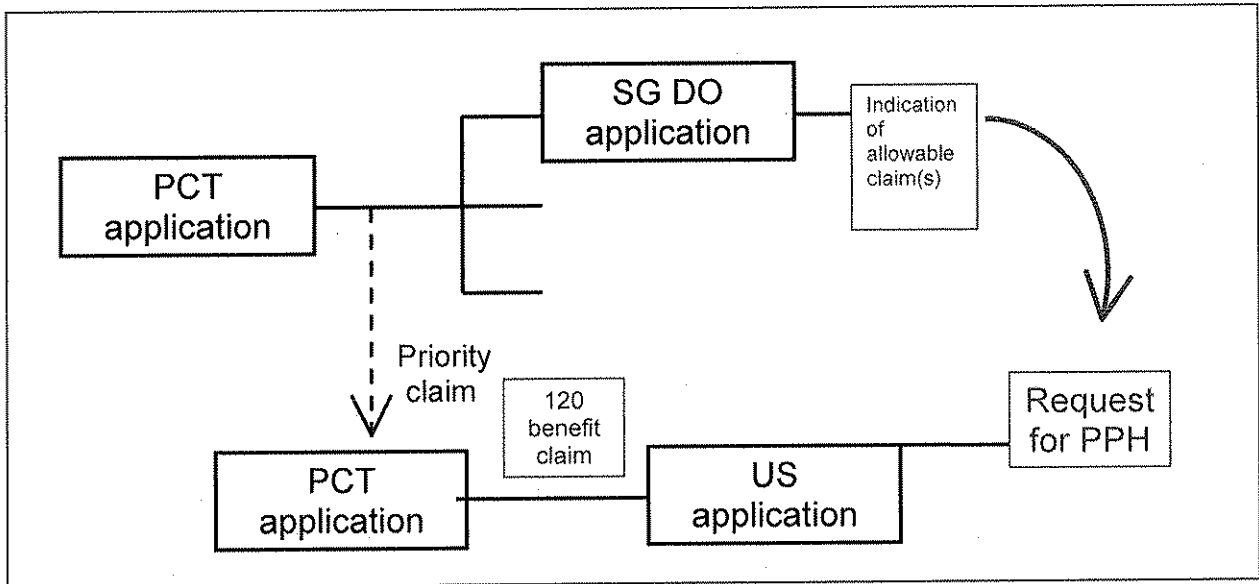 SG DO
application
Indication
of
allowable
claim(s)
PCT
application
Priority
claim
120
benefit
claim
Request
for PPH
PCT
application
US
application